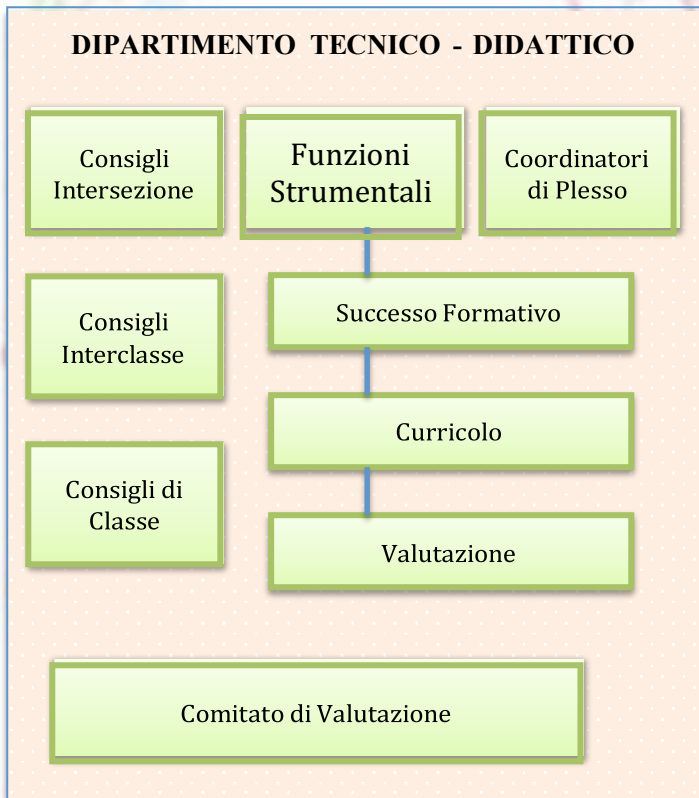 DIPARTIMENTO TECNICO - DIDATTICO
Consigli
Intersezione
Funzioni
Strumentali
Coordinatori
di Plesso
Consigli
Interclasse
Successo Formativo
Curricolo
Consigli di
Classe
Valutazione
Comitato di Valutazione